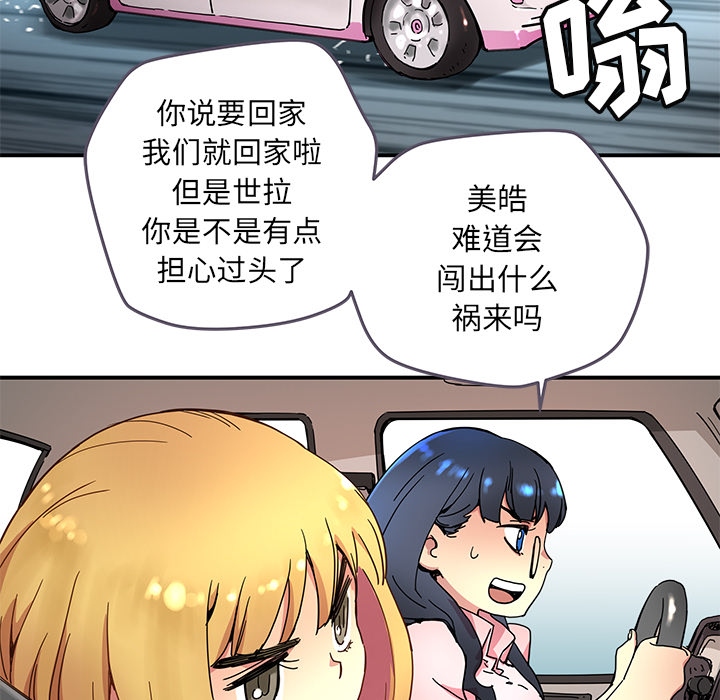 嗡
你说要回家
我们就回家啦
但是世拉
你是不是有点
担心过头了
美皓
难道会
闯出什么
祸来吗